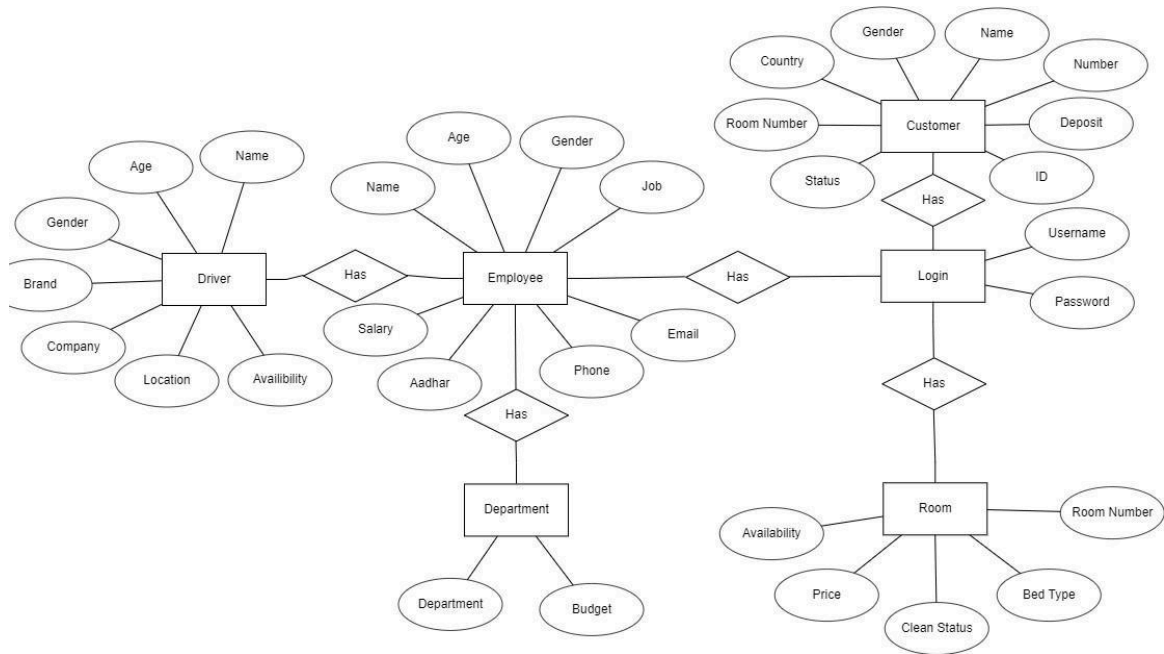 Gender
Name
Country
Number
Room Number
Customer
Deposit
Status
ID
Has
Age
Name
Gender
Brand
Driver
Company
Location
Availibility
Has
Age
Gender
Name
Job
Employee
Salary
Email
Aadhar
Phone
Has
Has
Username
Login
Password
Has
Department
Department
Budget
Room
Room Number
Availability
Price
Bed Type
Clean Status